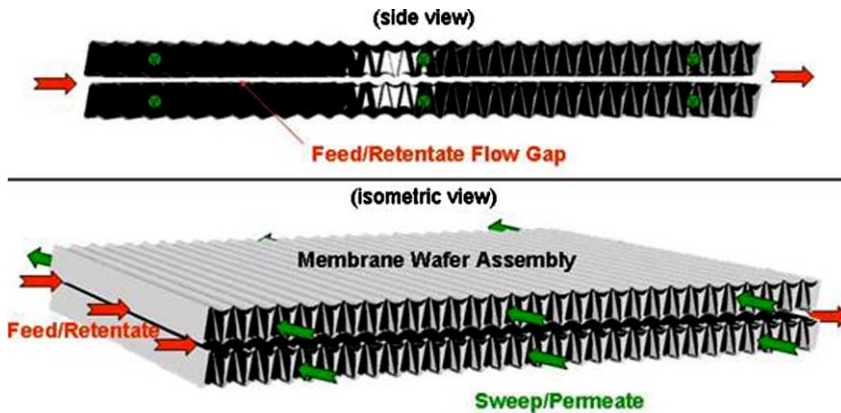 (side view)
Feed/Retentate Flow Gap
(isometric view)
Membrane Wafer Assembly
Feed/Retentate
Sweep/Permeate